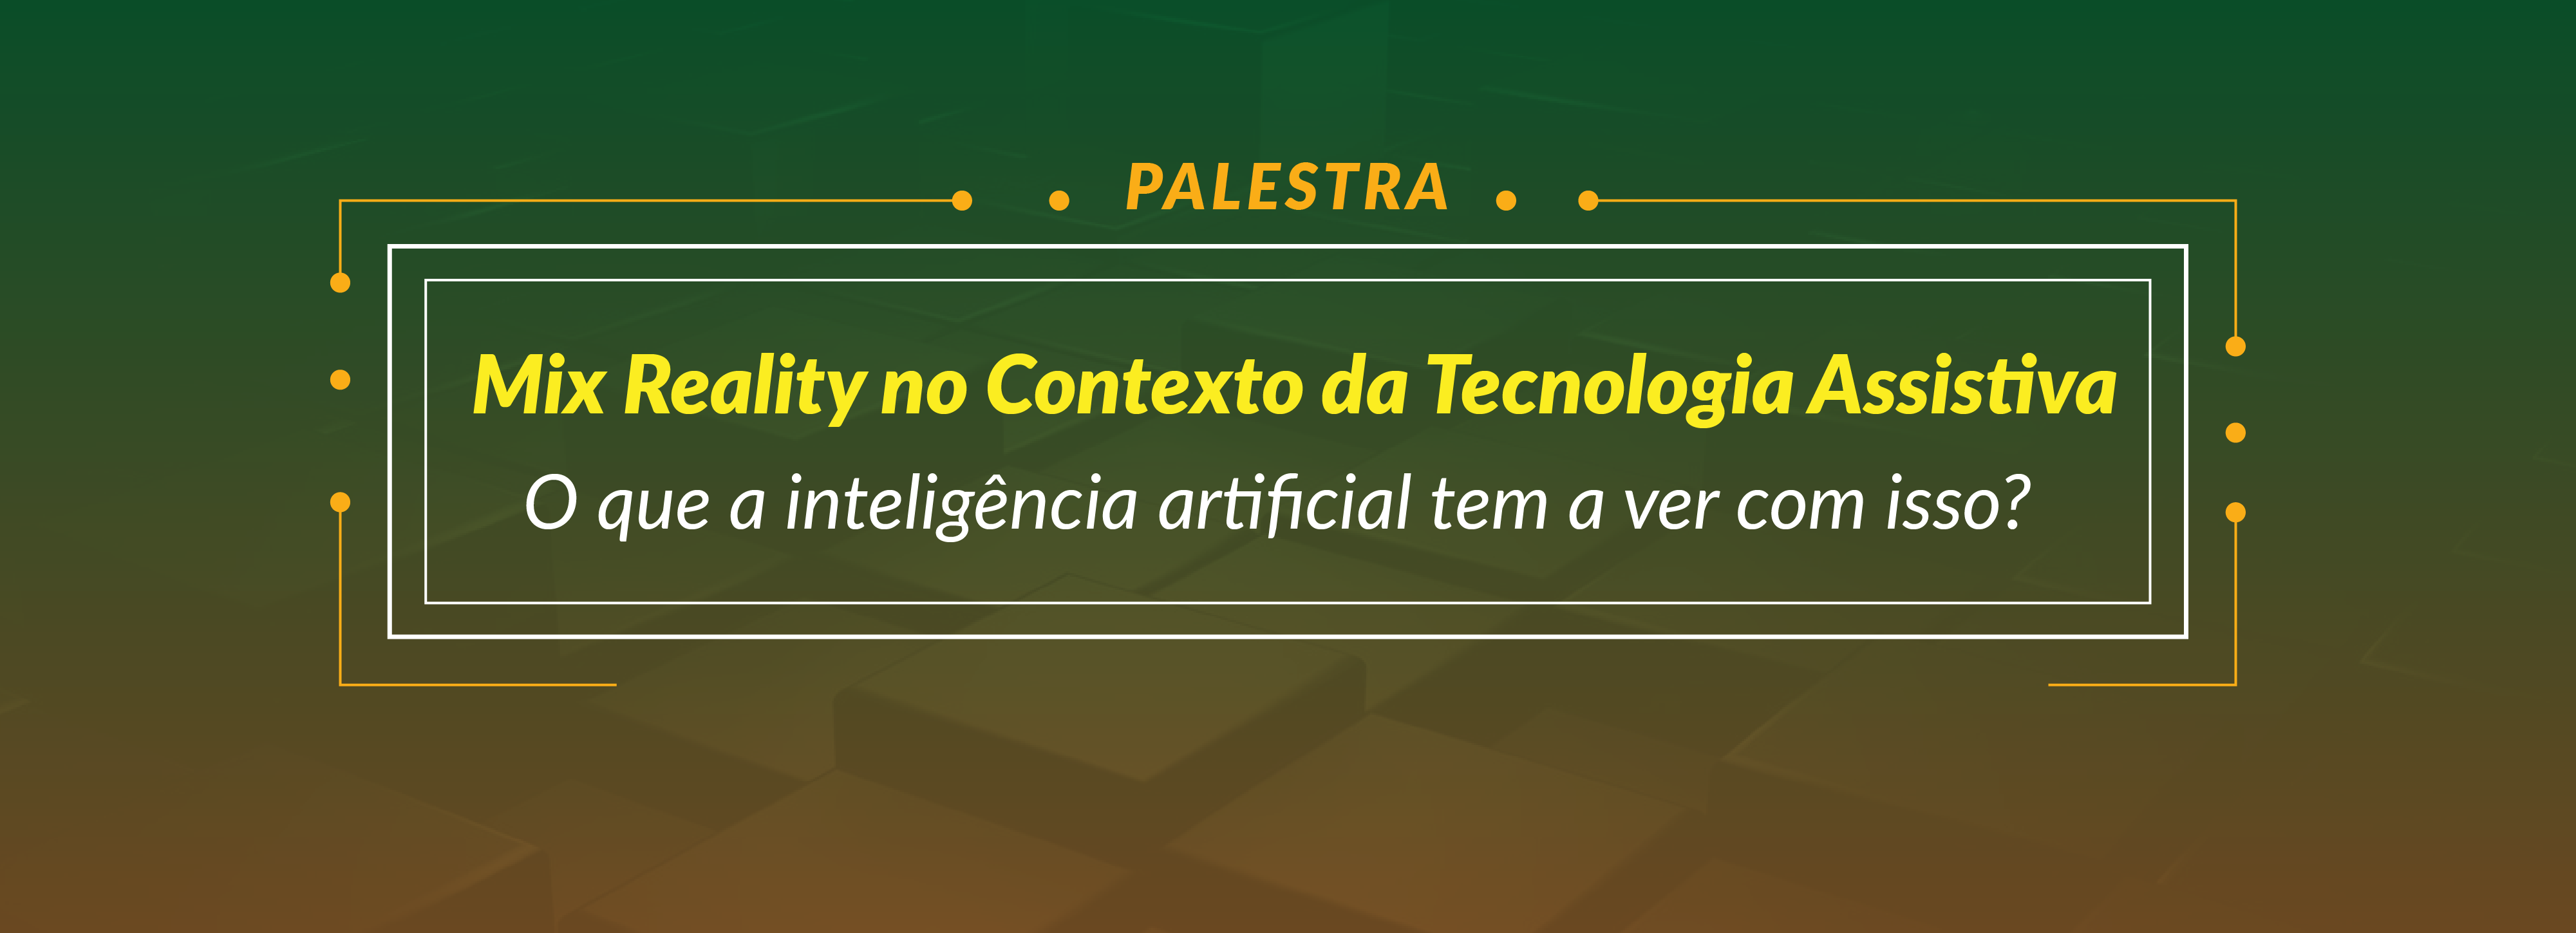 PALESTRA
Mix Reality no Contexto da Tecnologia Assistiva
O que a inteligência artificial tem a ver com isso?